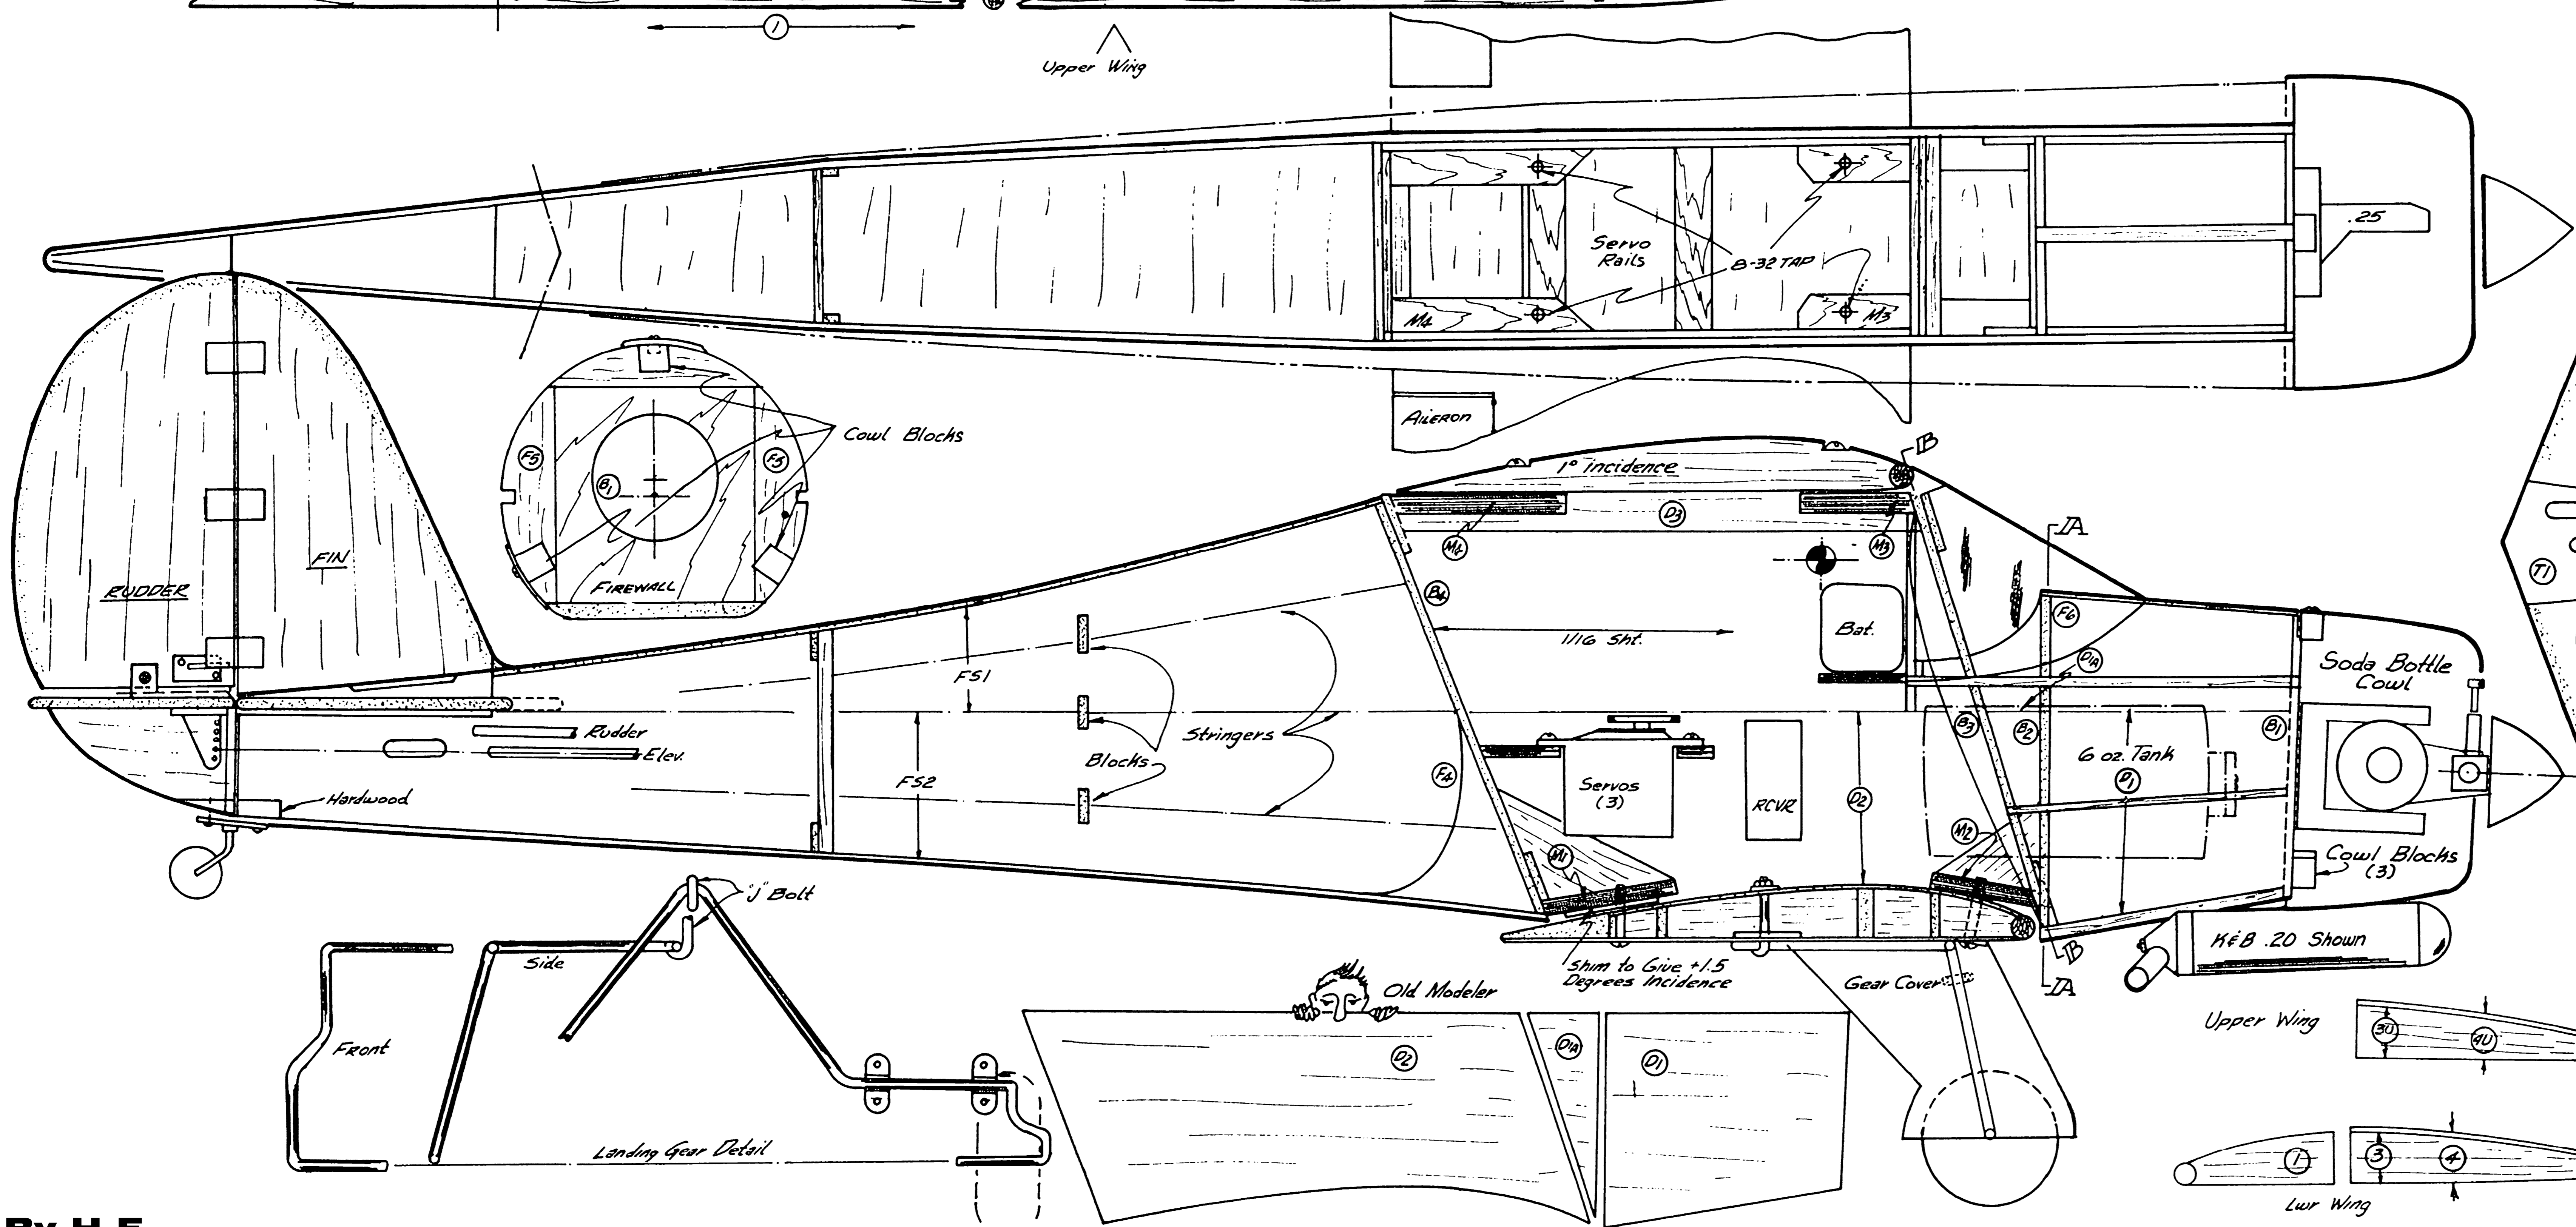 1
Upper Wing
.25
Servo
Rails
8-32 TAP
M4
M3
AILERON
Cowl Blocks
F5
F5
B1
FIREWALL
RUDDER
FIN
1° incidence
B
D3
M4
M3
A
T1
B4
1/16 Sht.
Bat.
F6
D1A
Soda Bottle
Cowl
FS1
Rudder
Elev.
Stringers
Blocks
B3
B2
B1
6 oz. Tank
D1
FS2
F4
Servos
(3)
RCVR
D2
Hardwood
M1
M2
Cowl Blocks
(3)
"J" Bolt
B
A
K&B .20 Shown
Side
Shim to Give +1.5
Degrees Incidence
Gear Cover
Old Modeler
Upper Wing
3U
4U
Front
D2
D1A
D1
Landing Gear Detail
1
3
4
Lwr Wing
By H.F.